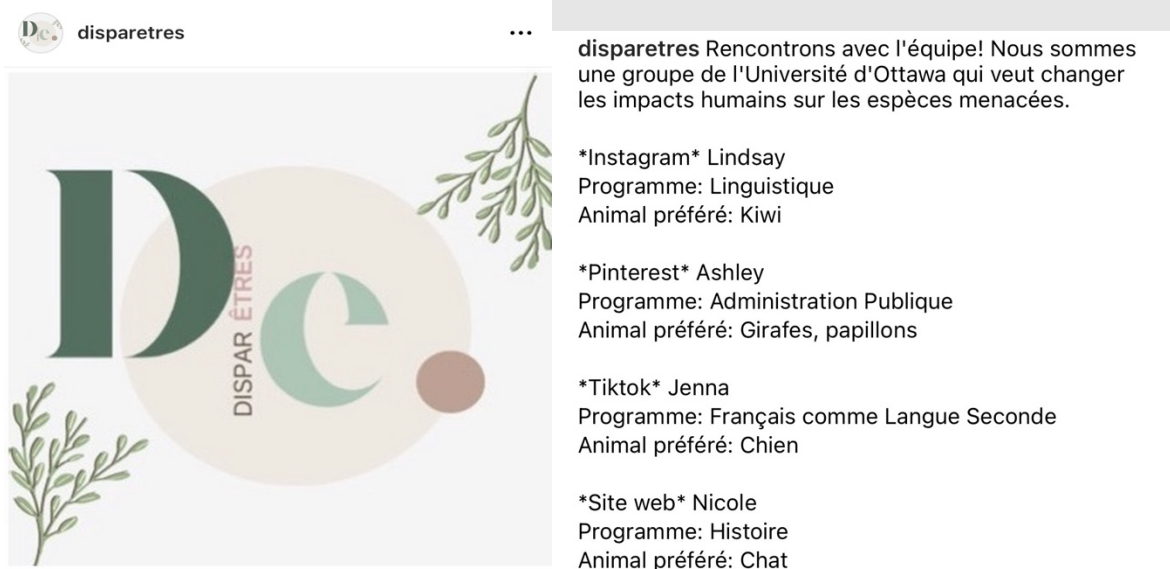 disparetres
De.
DISPAR ÊTRES
disparetres Rencontrons avec l'équipe! Nous sommes
une groupe de l'Université d'Ottawa qui veut changer
les impacts humains sur les espèces menacées.
*Instagram* Lindsay
Programme: Linguistique
Animal préféré: Kiwi
*Pinterest* Ashley
Programme: Administration Publique
Animal préféré: Girafes, papillons
*Tiktok* Jenna
Programme: Français comme Langue Seconde
Animal préféré: Chien
*Site web* Nicole
Programme: Histoire
Animal préféré: Chat